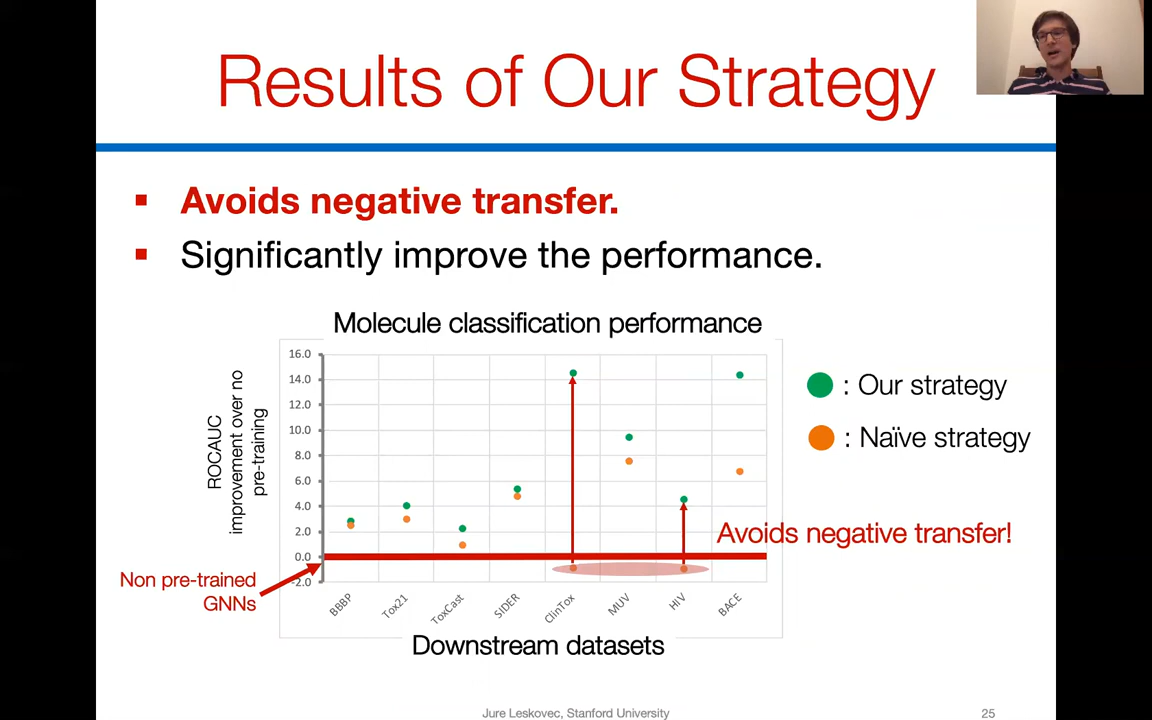 Results of Our Strategy
▪ Avoids negative transfer.
▪ Significantly improve the performance.
Molecule classification performance
ROCAUC
improvement over no
pre-training
16.0
14.0
12.0
10.0
8.0
6.0
4.0
2.0
0.0
-2.0
: Our strategy
: Naïve strategy
Avoids negative transfer!
Non pre-trained
GNNs
BBBP
Tox21
ToxCast
SIDER
ClinTox
MUV
HIV
BACE
Downstream datasets
Jure Leskovec, Stanford University
25